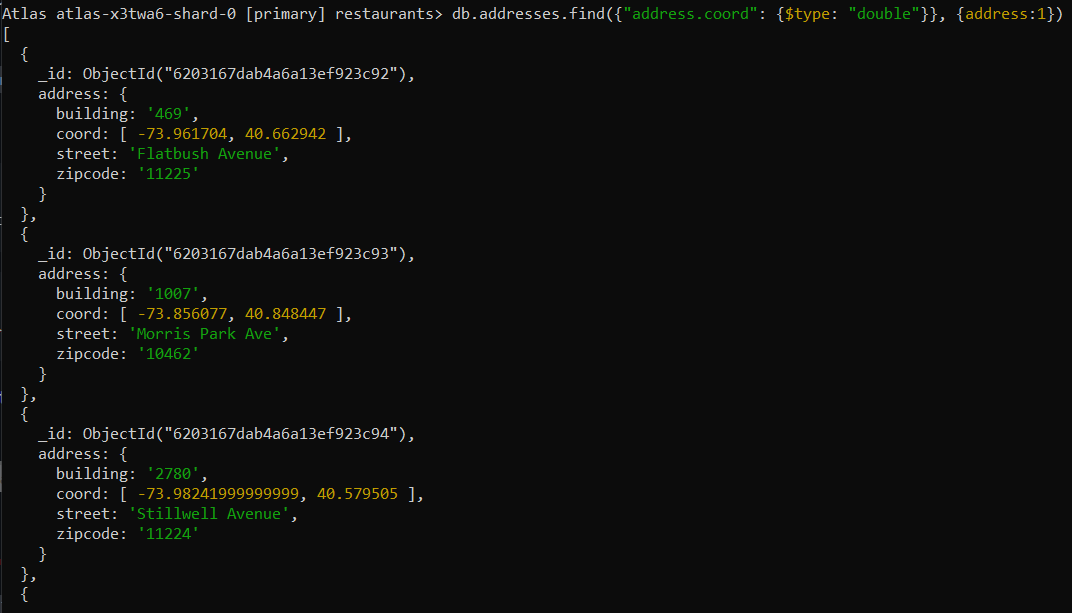 Atlas atlas-x3twa6-shard-0 [primary] restaurants> db.addresses.find({"address.coord": {$type: "double"}}, {address:1})
[
  {
    _id: ObjectId("6203167dab4a6a13ef923c92"),
    address: {
      building: '469',
      coord: [ -73.961704, 40.662942 ],
      street: 'Flatbush Avenue',
      zipcode: '11225'
    }
  },
  {
    _id: ObjectId("6203167dab4a6a13ef923c93"),
    address: {
      building: '1007',
      coord: [ -73.856077, 40.848447 ],
      street: 'Morris Park Ave',
      zipcode: '10462'
    }
  },
  {
    _id: ObjectId("6203167dab4a6a13ef923c94"),
    address: {
      building: '2780',
      coord: [ -73.98241999999999, 40.579505 ],
      street: 'Stillwell Avenue',
      zipcode: '11224'
    }
  },
  {